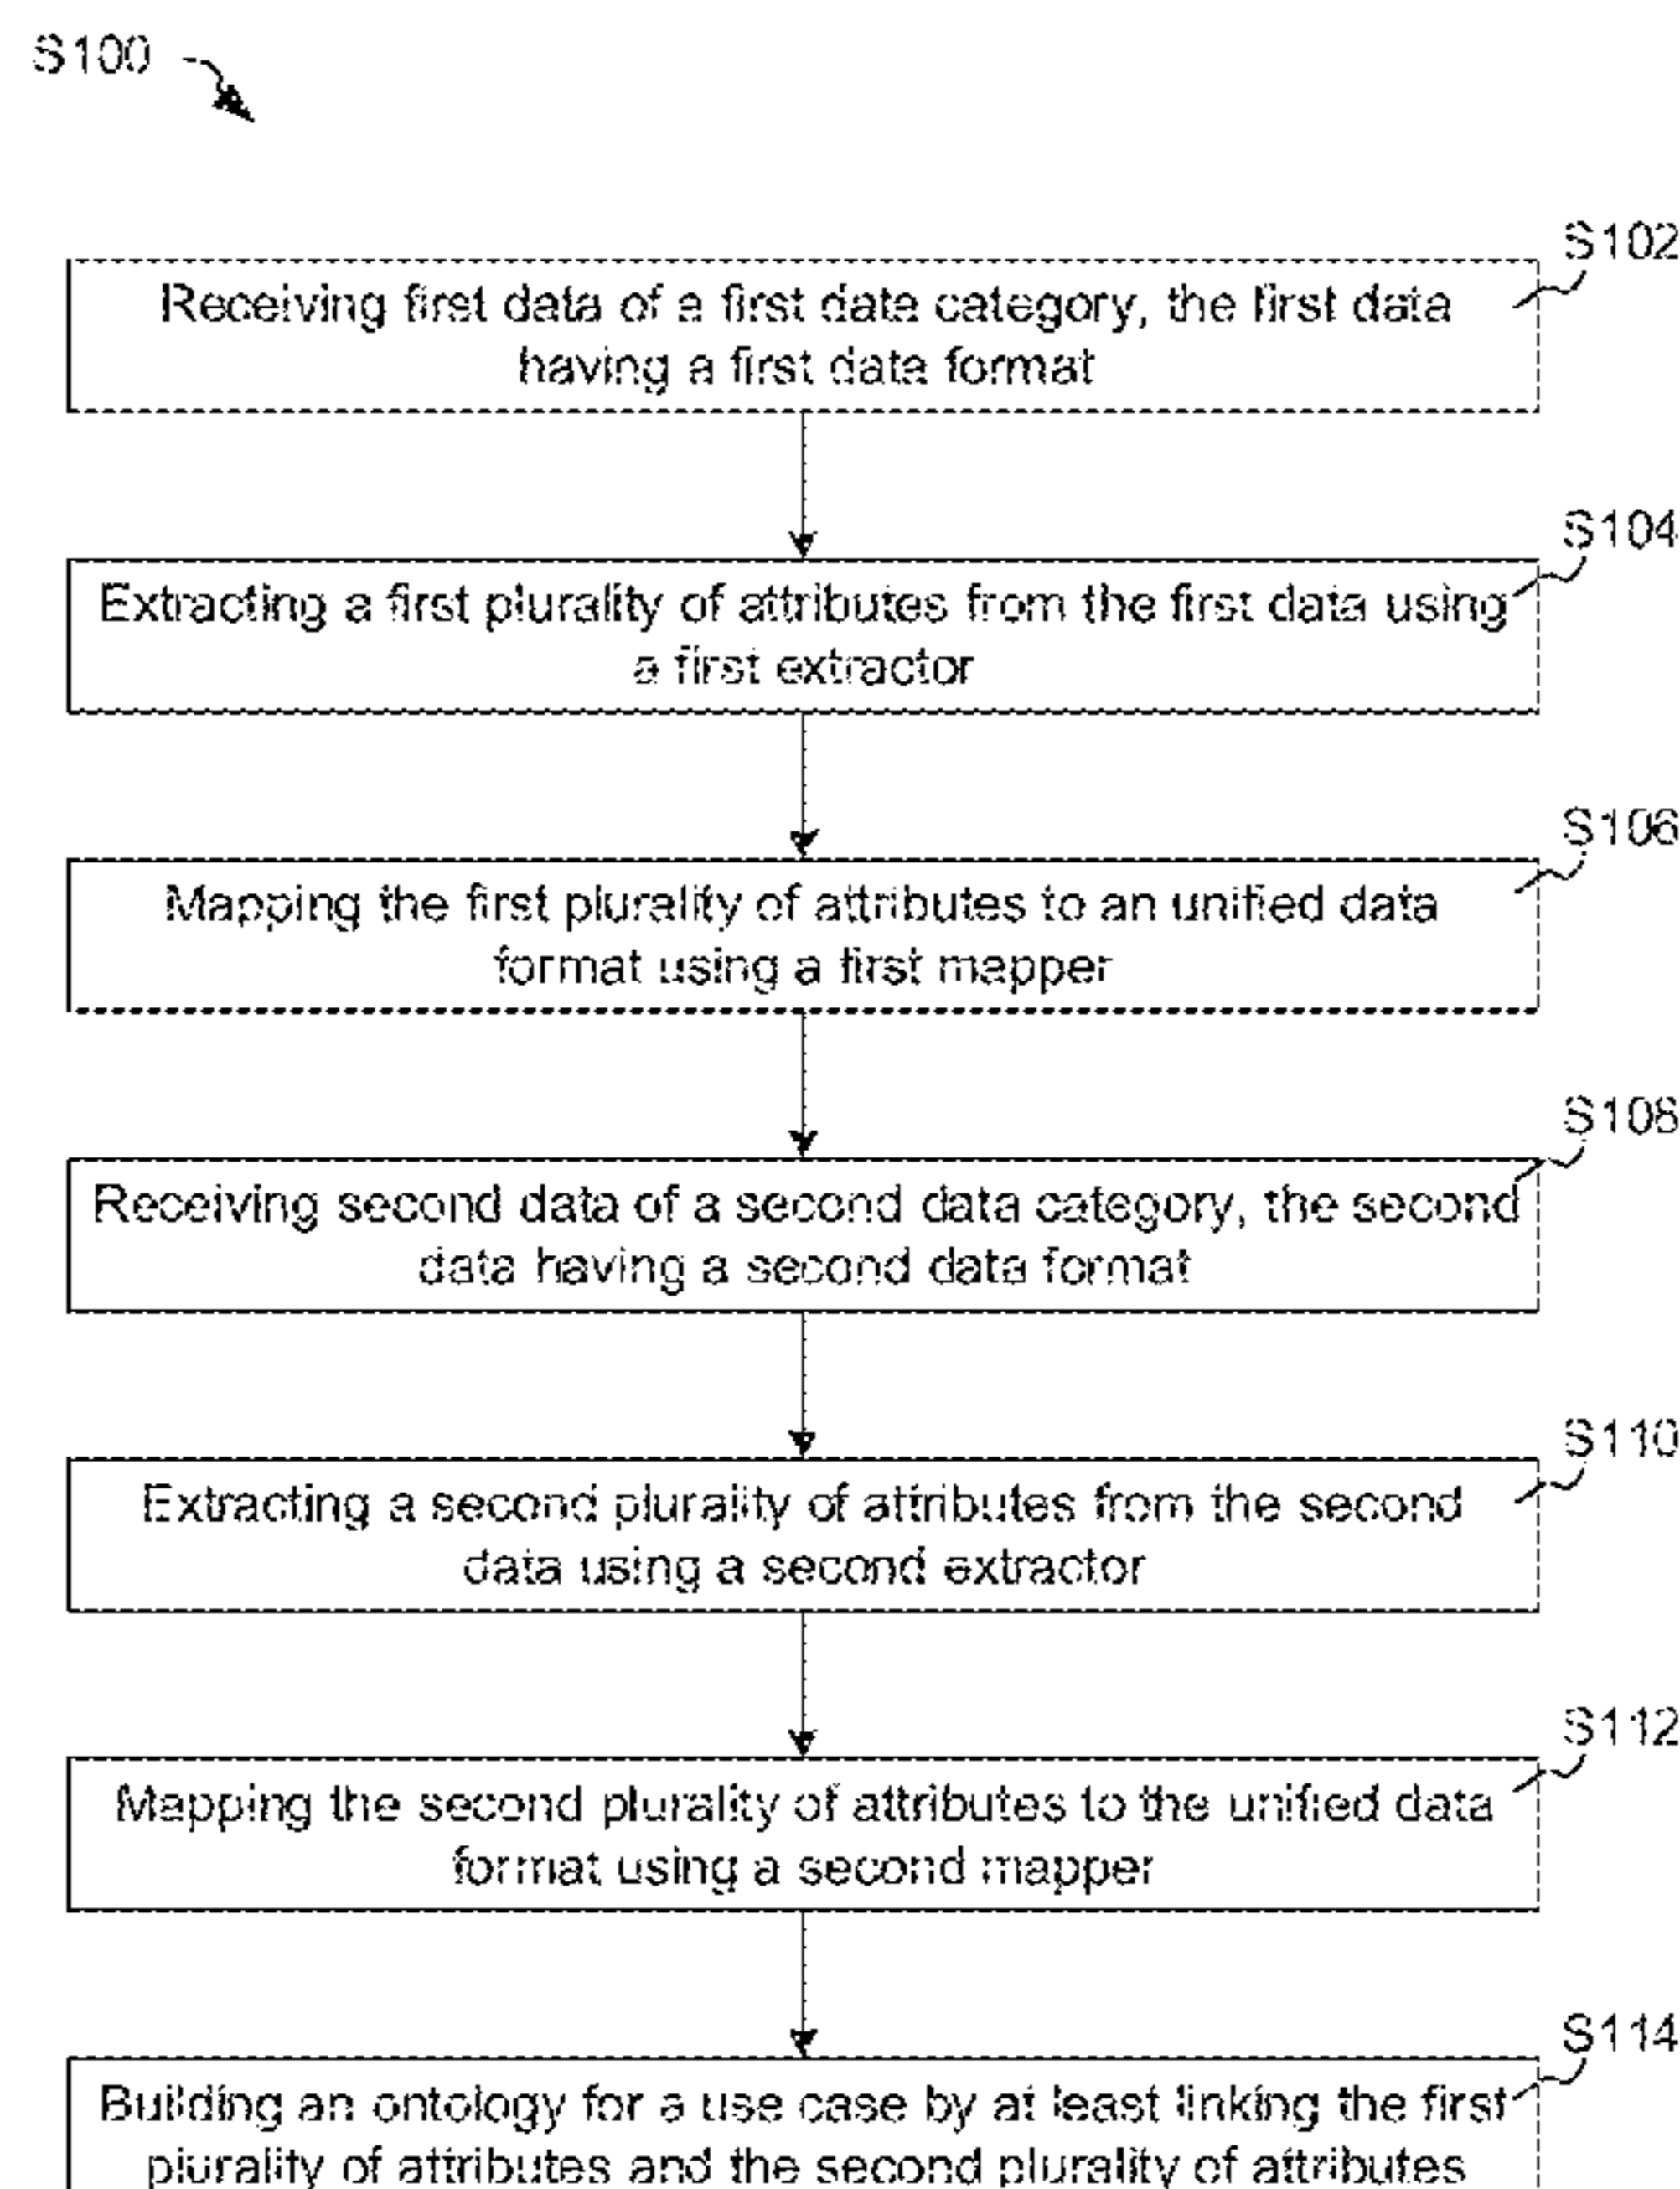 S100
S102
Receiving first data of a first data category, the first data
having a first data format
S104
Extracting a first plurality of attributes from the first data using
a first extractor
S106
Mapping the first plurality of attributes to an unified data
format using a first mapper
S108
Receiving second data of a second data category, the second
data having a second data format
S110
Extracting a second plurality of attributes from the second
data using a second extractor
S112
Mapping the second plurality of attributes to the unified data
format using a second mapper
S114
Building an ontology for a use case by at least linking the first
plurality of attributes and the second plurality of attributes